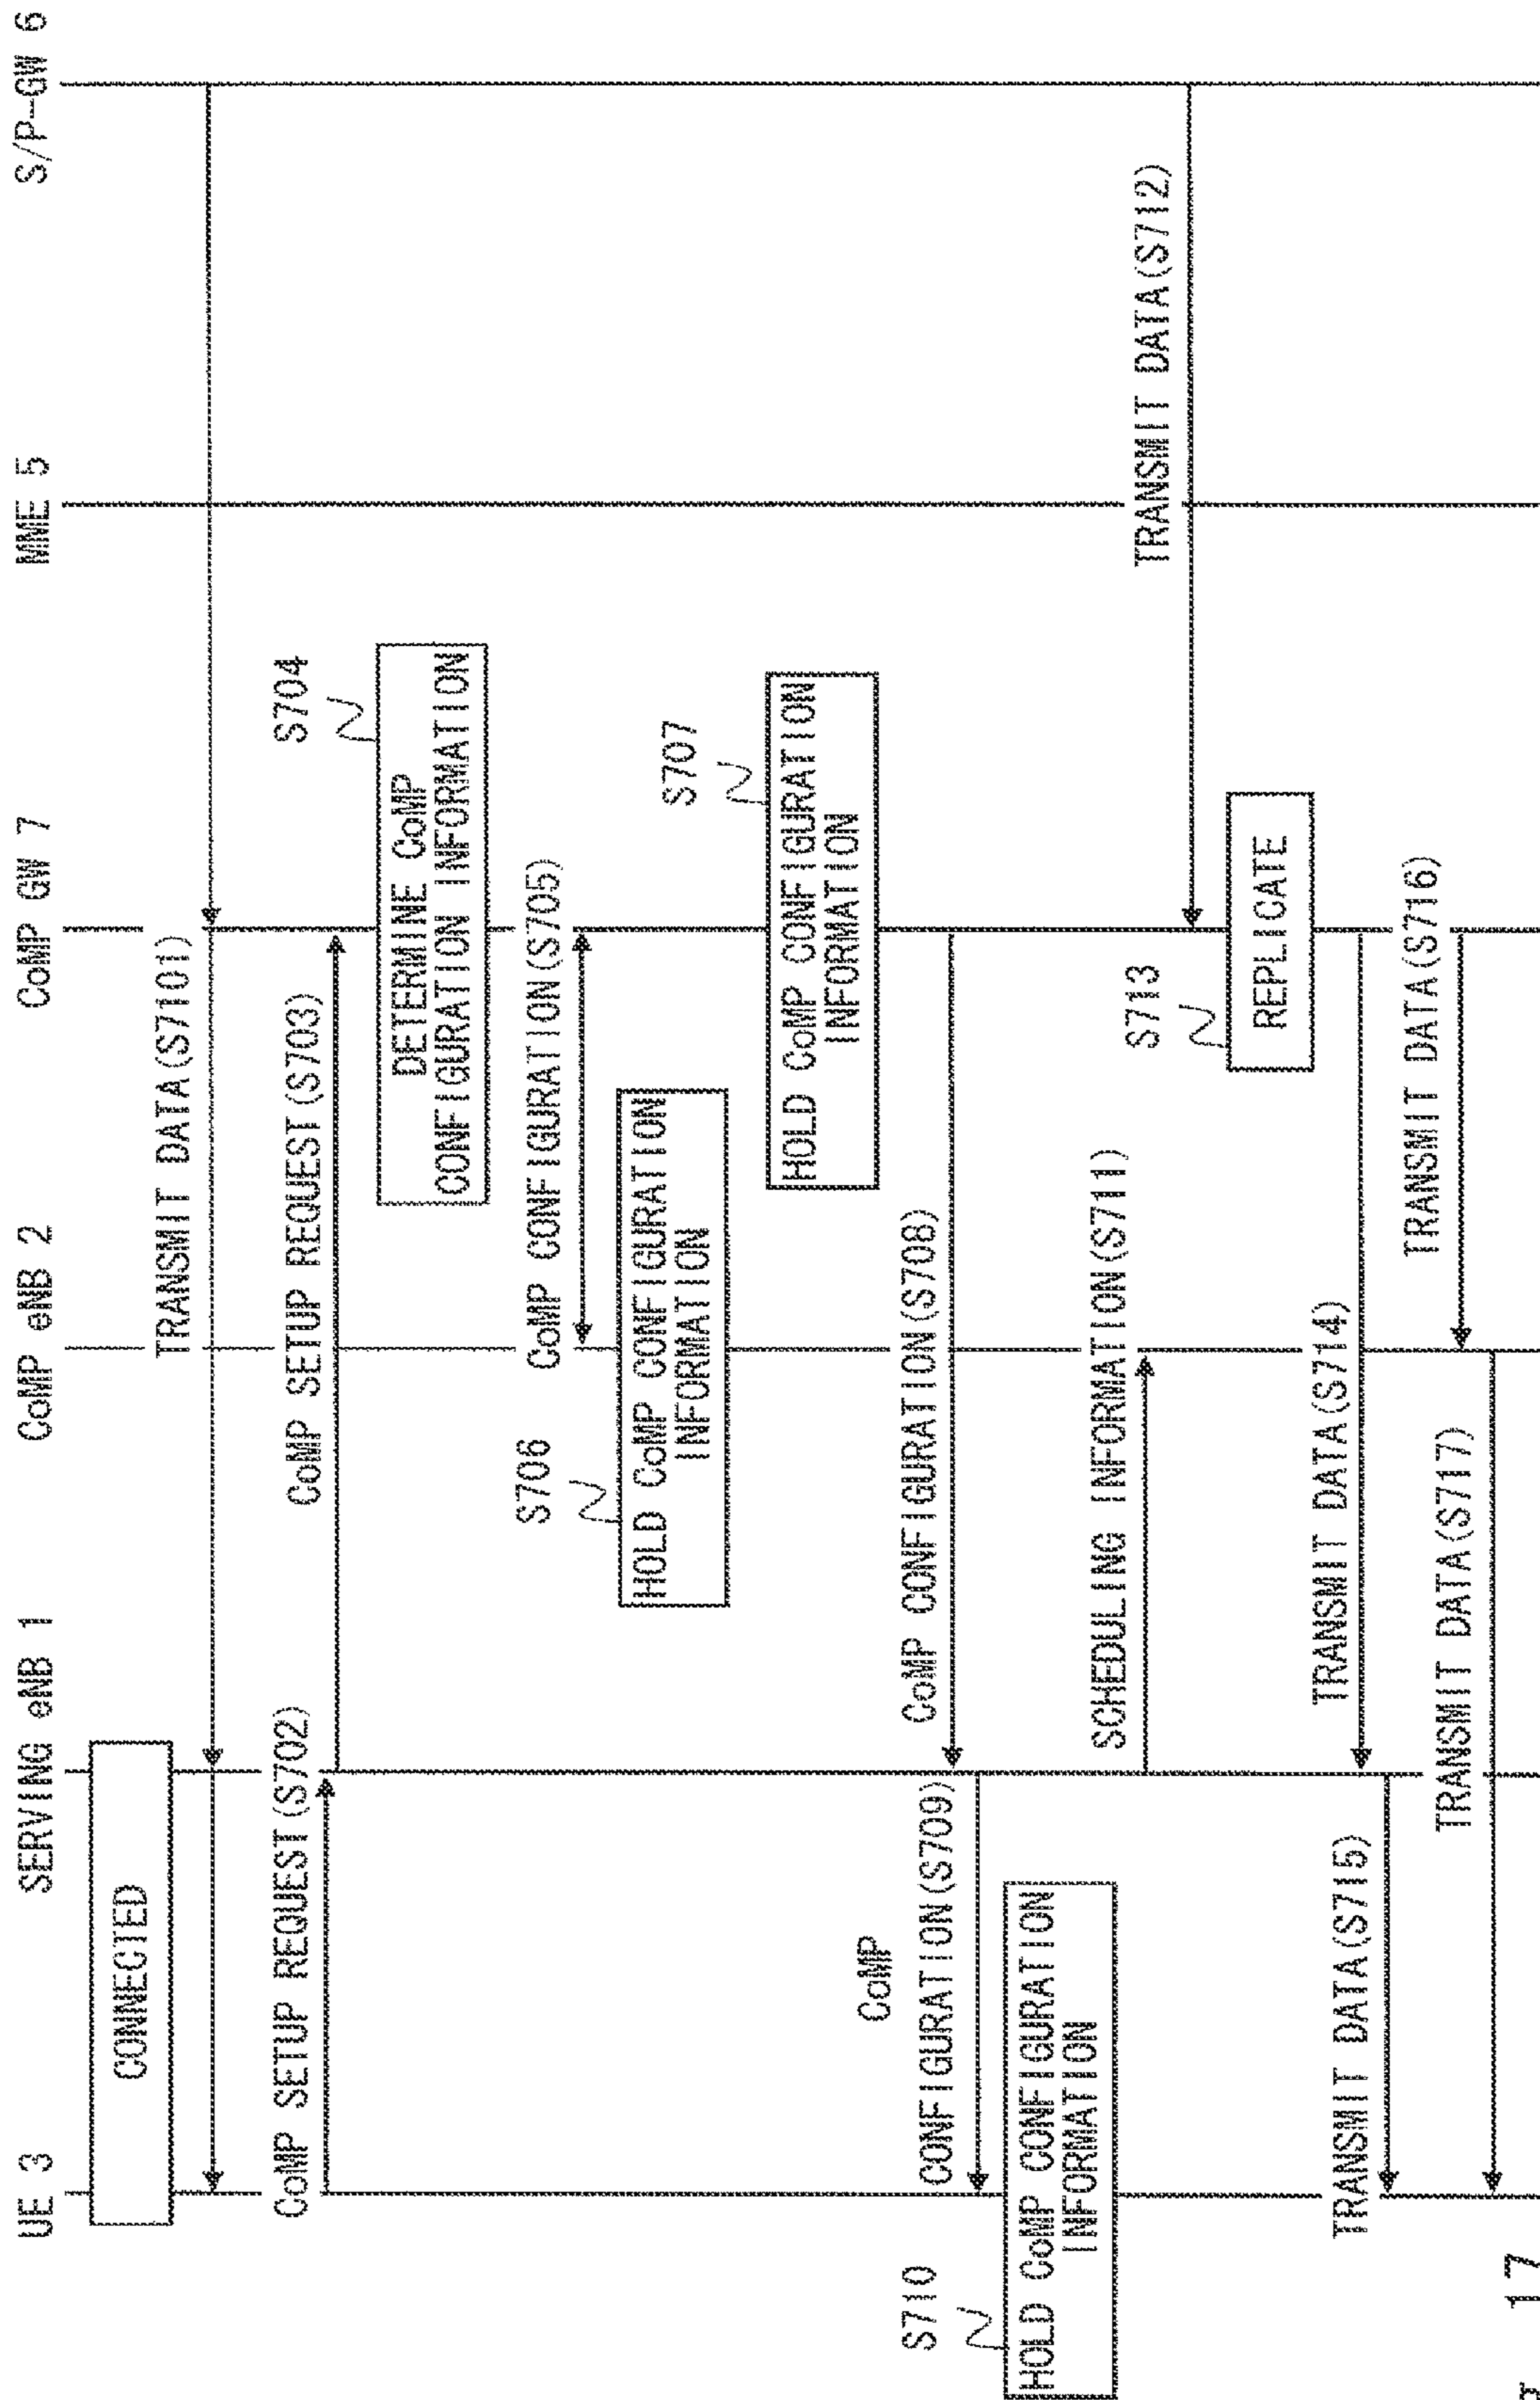 UE 3
SERVING eNB 1
CoMP eNB 2
CoMP GW 7
MME 5
S/P-GW 6
CONNECTED
TRANSMIT DATA(S7101)
CoMP SETUP REQUEST(S702)
CoMP SETUP REQUEST(S703)
S704
DETERMINE CoMP
CONFIGURATION INFORMATION
CoMP CONFIGURATION(S705)
S706
HOLD CoMP CONFIGURATION
INFORMATION
S707
HOLD CoMP CONFIGURATION
INFORMATION
CoMP CONFIGURATION(S708)
CoMP
CONFIGURATION(S709)
S710
HOLD CoMP CONFIGURATION
INFORMATION
SCHEDULING INFORMATION(S711)
TRANSMIT DATA(S712)
S713
REPLICATE
TRANSMIT DATA(S714)
TRANSMIT DATA(S715)
TRANSMIT DATA(S716)
TRANSMIT DATA(S717)
17